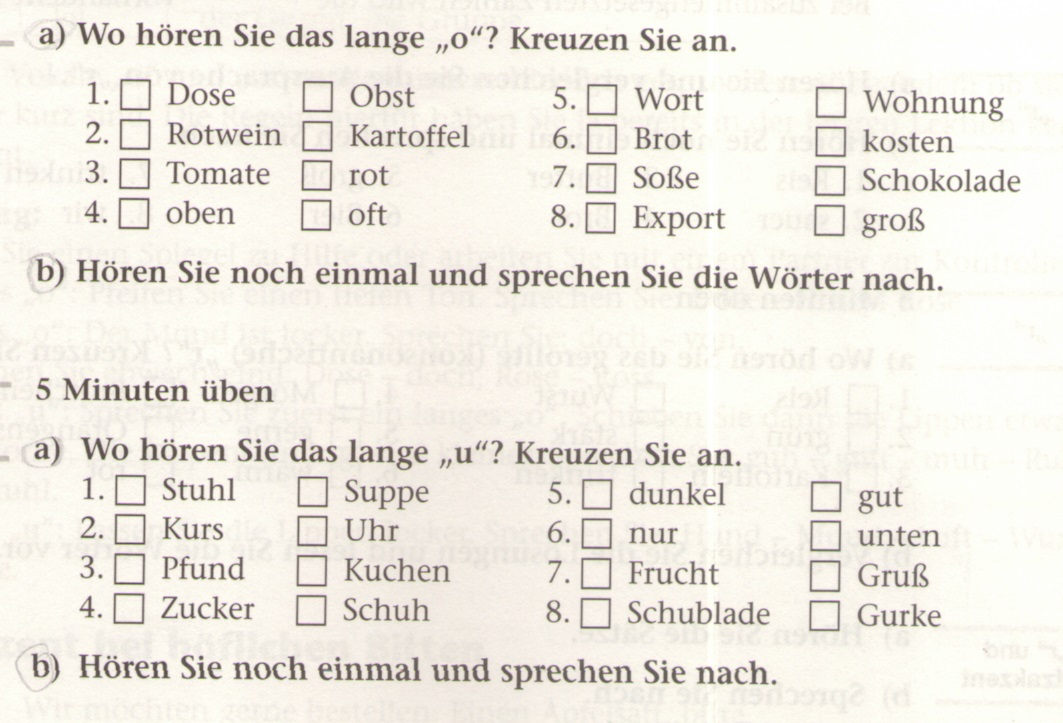 a) Wo hören Sie das lange „o“? Kreuzen Sie an.
1. Dose Obst 5. Wort Wohnung
2. Rotwein Kartoffel 6. Brot kosten
3. Tomate rot 7. Soße Schokolade
4. oben oft 8. Export groß
b) Hören Sie noch einmal und sprechen Sie die Wörter nach.
5 Minuten üben
a) Wo hören Sie das lange „u“? Kreuzen Sie an.
1. Stuhl Suppe 5. dunkel gut
2. Kurs Uhr 6. nur unten
3. Pfund Kuchen 7. Frucht Gruß
4. Zucker Schuh 8. Schublade Gurke
b) Hören Sie noch einmal und sprechen Sie nach.